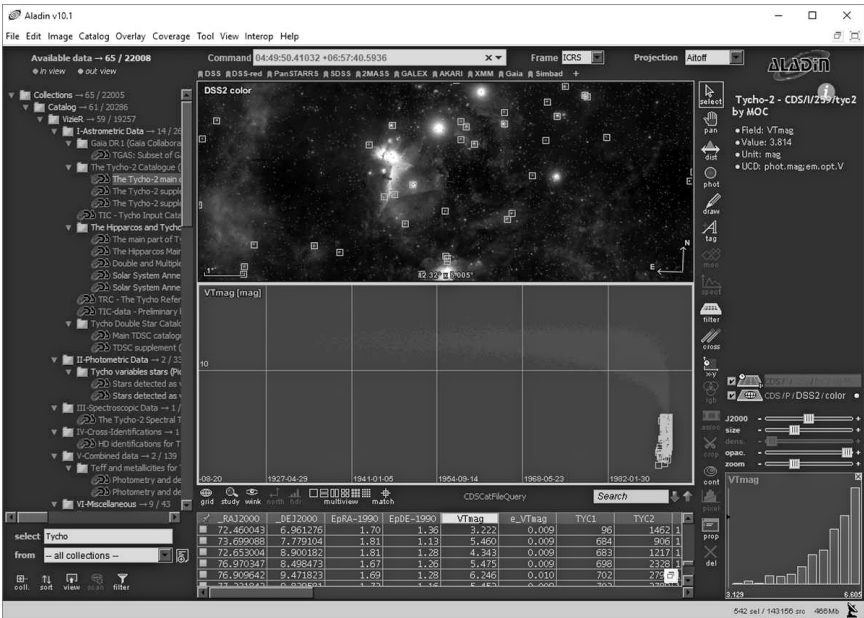 Aladin v10.1
File Edit Image Catalog Overlay Coverage Tool View Interop Help
Available data → 65 / 22008
in view out view
Command 04:49:50.41032 +06:57:40.5936
Frame ICRS
Projection Aitoff
ALADiN
DSS DSS-red PanSTARRS SDSS 2MASS GALEX AKARI XMM Gaia Simbad +
Collections → 65 / 22005
Catalog → 61 / 20286
VizieR → 59 / 19257
I-Astrometric Data → 14 / 26
Gaia DR1 (Gaia Collabora
TGAS: Subset of G
The Tycho-2 Catalogue (
The Tycho-2 main
The Tycho-2 supple
The Tycho-2 supple
TIC - Tycho Input Cata
The Hipparcos and Tycho
The main part of Ty
The Hipparcos Mai
Double and Multiple
Solar System Anne
Solar System Anne
TRC - The Tycho Refer
TIC-data - Preliminary
Tycho Double Star Catalo
Main TDSC catalog
TDSC supplement (
II-Photometric Data → 2 / 33
Tycho variables stars (Pi
Stars detected as v
Stars detected as v
III-Spectroscopic Data → 1 /
The Tycho-2 Spectral T
IV-Cross-Identifications → 1
HD identifications for T
V-Combined data → 2 / 139
Teff and metallicities for
Photometry and de
Photometry and de
VI-Miscellaneous → 9 / 43
select Tycho
from -- all collections --
coll. sort view scan filter
DSS2 color
1°
N
E
VTmag [mag]
10
-08-20 1927-04-29 1941-01-05 1954-09-14 1968-05-23 1982-01-30
grid study wink north hdr multiview match
CDSCatFileQuery
Search
_RAJ2000 _DEJ2000 EpRA-1990 EpDE-1990 VTmag e_VTmag TYC1 TYC2
72.460043 6.961276 1.70 1.36 3.222 0.009 96 1462 1
73.699088 7.779104 1.81 1.13 5.460 0.009 684 906 1
72.653004 8.900182 1.81 1.28 4.343 0.009 683 1217 1
76.970347 8.498473 1.67 1.26 5.475 0.009 698 2328 1
76.909642 9.471823 1.69 1.28 6.246 0.010 702
select
pan
dist
phot
draw
tag
moc
spect
filter
cross
x-y
rgb
assoc
crop
cont
pixel
prop
del
Tycho-2 - CDS/I/259/tyc2
by MOC
Field: VTmag
Value: 3.814
Unit: mag
UCD: phot.mag;em.opt.V
CDS/P/DSS2/color
J2000
size
dens.
opac.
zoom
VTmag
3.129 6.605
542 sel / 143156 src 466Mb